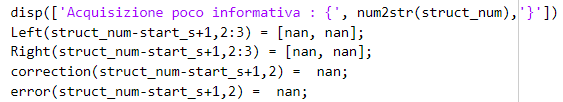 disp(['Acquisizione poco informativa : {', num2str(struct_num),'}'])
Left(struct_num-start_s+1,2:3) = [nan, nan];
Right(struct_num-start_s+1,2:3) = [nan, nan];
correction(struct_num-start_s+1,2) =  nan;
error(struct_num-start_s+1,2) =  nan;